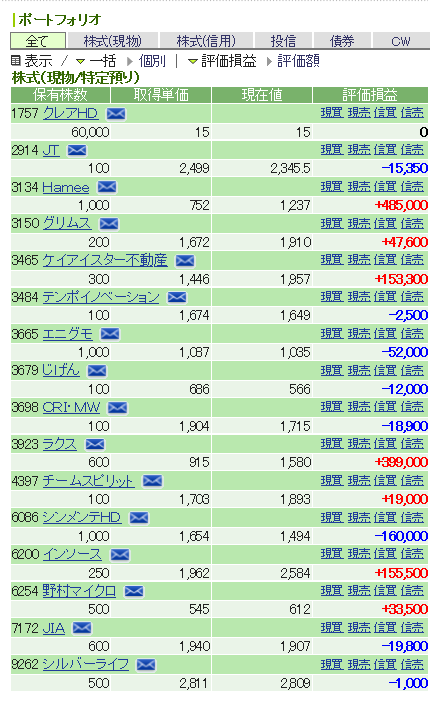 ポートフォリオ
全て 株式(現物) 株式(信用) 投信 債券 CW
表示 / 一括 個別 | 評価損益 評価額
株式(現物/特定預り)
保有株数 取得単価 現在値 評価損益
1757 クレアHD 現買 現売 信買 信売
60,000 15 15 0
2914 JT 現買 現売 信買 信売
100 2,499 2,345.5 -15,350
3134 Hamee 現買 現売 信買 信売
1,000 752 1,237 +485,000
3150 グリムス 現買 現売 信買 信売
200 1,672 1,910 +47,600
3465 ケイアイスター不動産 現買 現売 信買 信売
300 1,446 1,957 +153,300
3484 テンポイノベーション 現買 現売 信買 信売
100 1,674 1,649 -2,500
3665 エニグモ 現買 現売 信買 信売
1,000 1,087 1,035 -52,000
3679 じげん 現買 現売 信買 信売
100 686 566 -12,000
3698 CRI・MW 現買 現売 信買 信売
100 1,904 1,715 -18,900
3923 ラクス 現買 現売 信買 信売
600 915 1,580 +399,000
4397 チームスピリット 現買 現売 信買 信売
100 1,703 1,893 +19,000
6086 シンメンテHD 現買 現売 信買 信売
1,000 1,654 1,494 -160,000
6200 インソース 現買 現売 信買 信売
250 1,962 2,584 +155,500
6254 野村マイクロ 現買 現売 信買 信売
500 545 612 +33,500
7172 JIA 現買 現売 信買 信売
600 1,940 1,907 -19,800
9262 シルバーライフ 現買 現売 信買 信売
500 2,811 2,809 -1,000